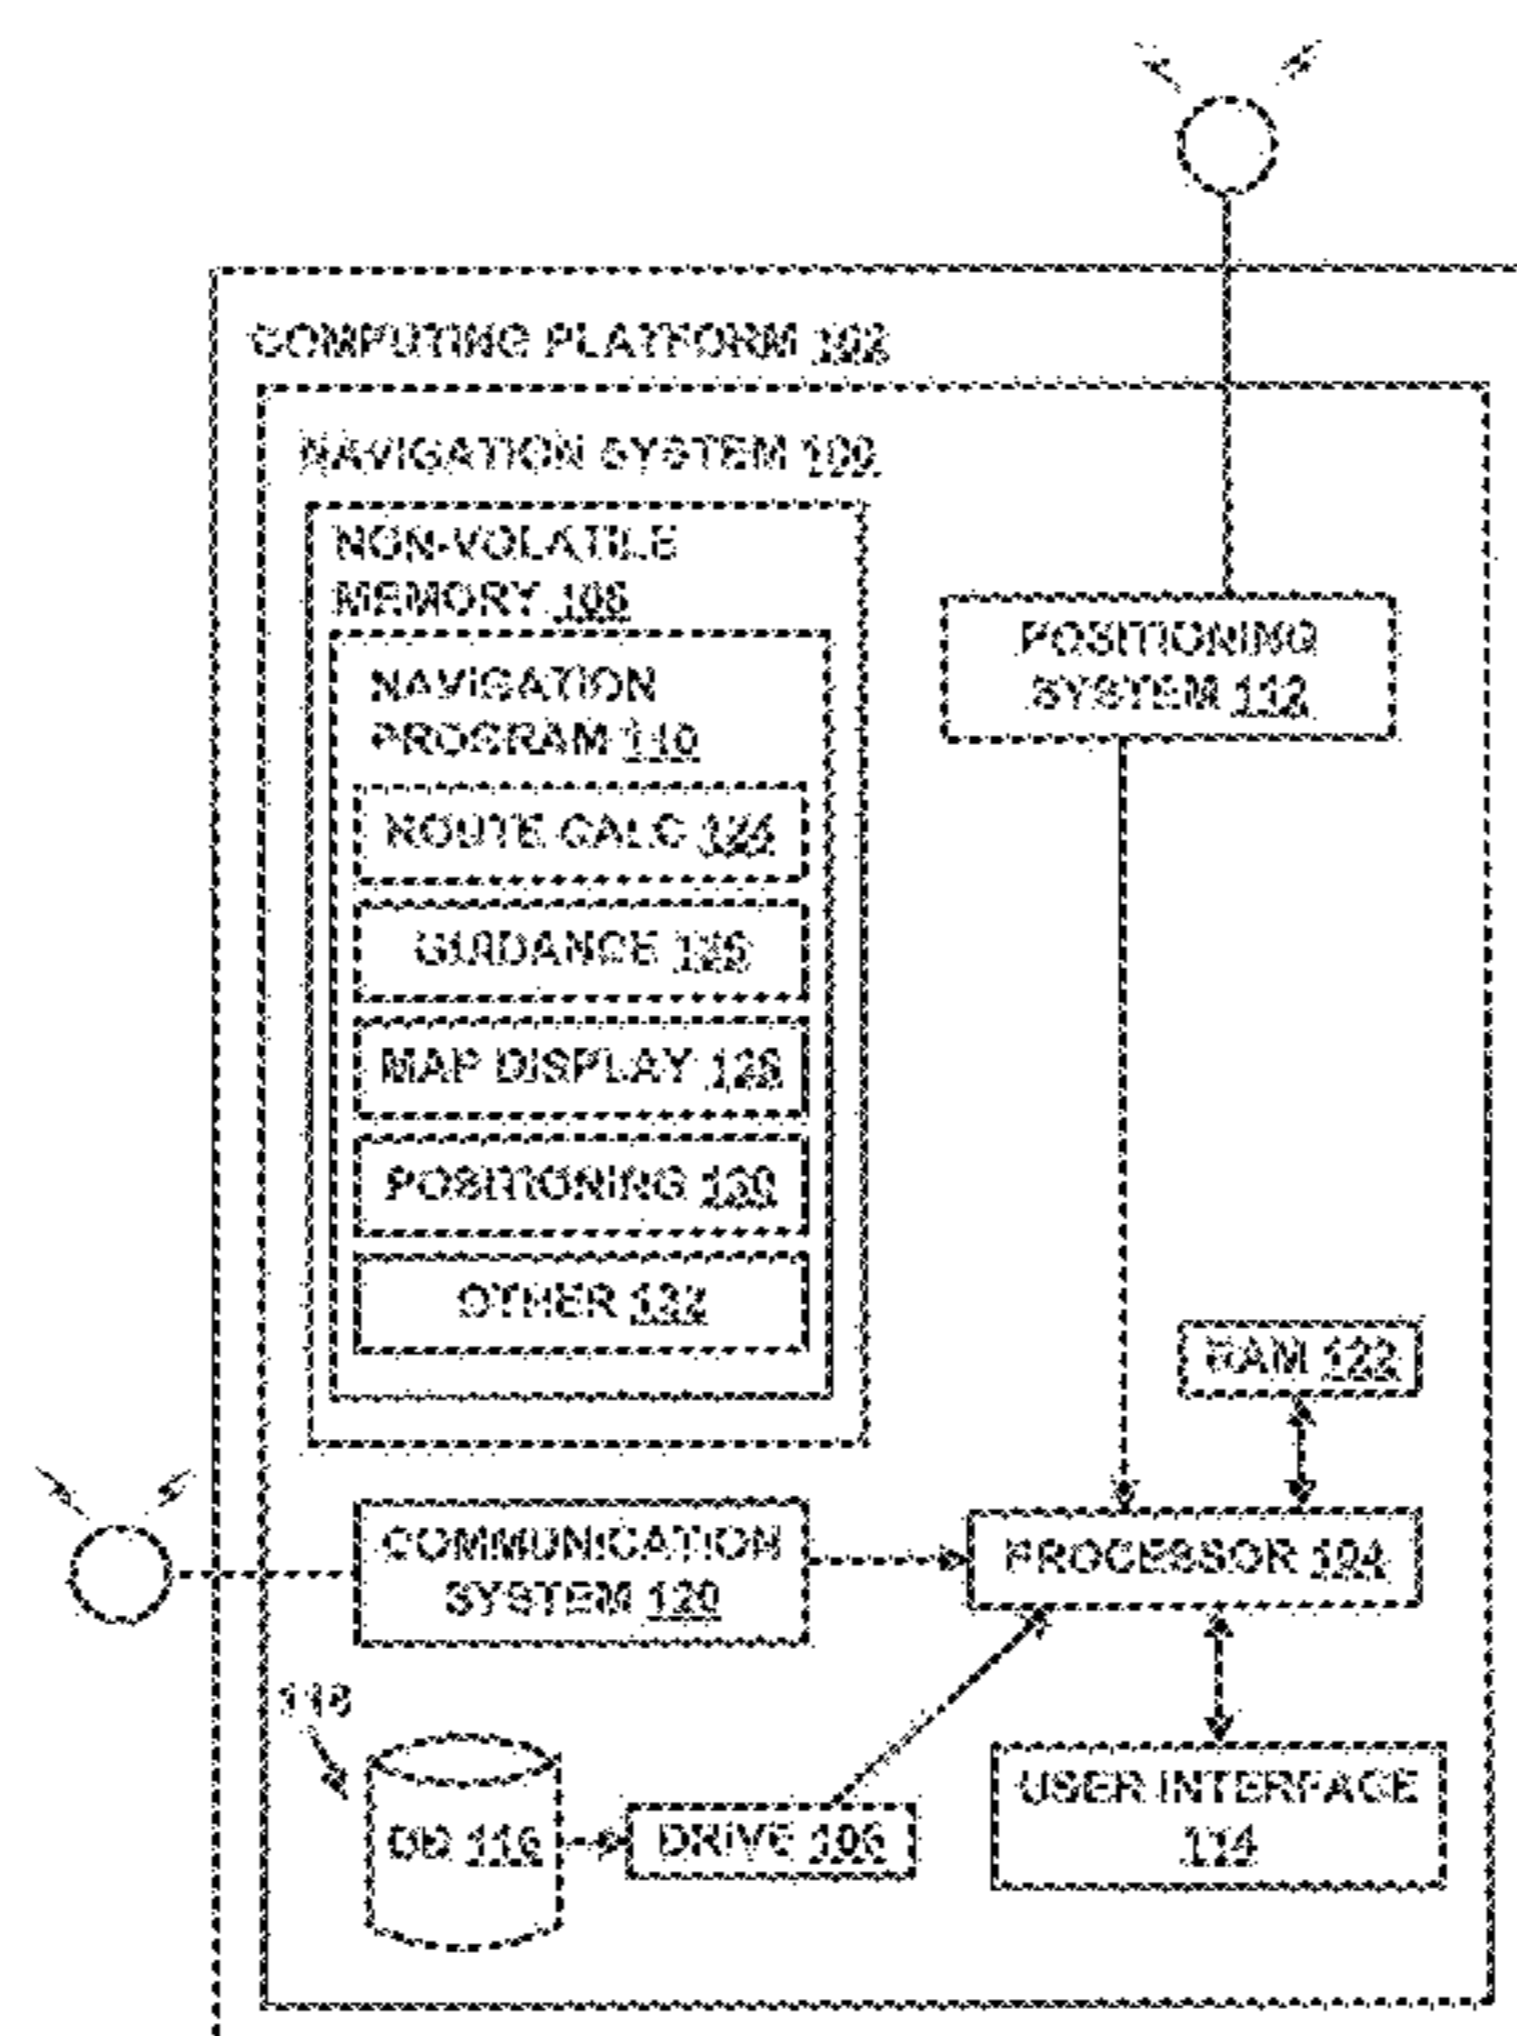 COMPUTING PLATFORM 102
NAVIGATION SYSTEM 100
NON-VOLATILE
MEMORY 108
NAVIGATION
PROGRAM 110
ROUTE CALC 124
GUIDANCE 126
MAP DISPLAY 128
POSITIONING 130
OTHER 132
POSITIONING
SYSTEM 112
RAM 122
COMMUNICATION
SYSTEM 120
PROCESSOR 104
118
DB 116
DRIVE 106
USER INTERFACE
114